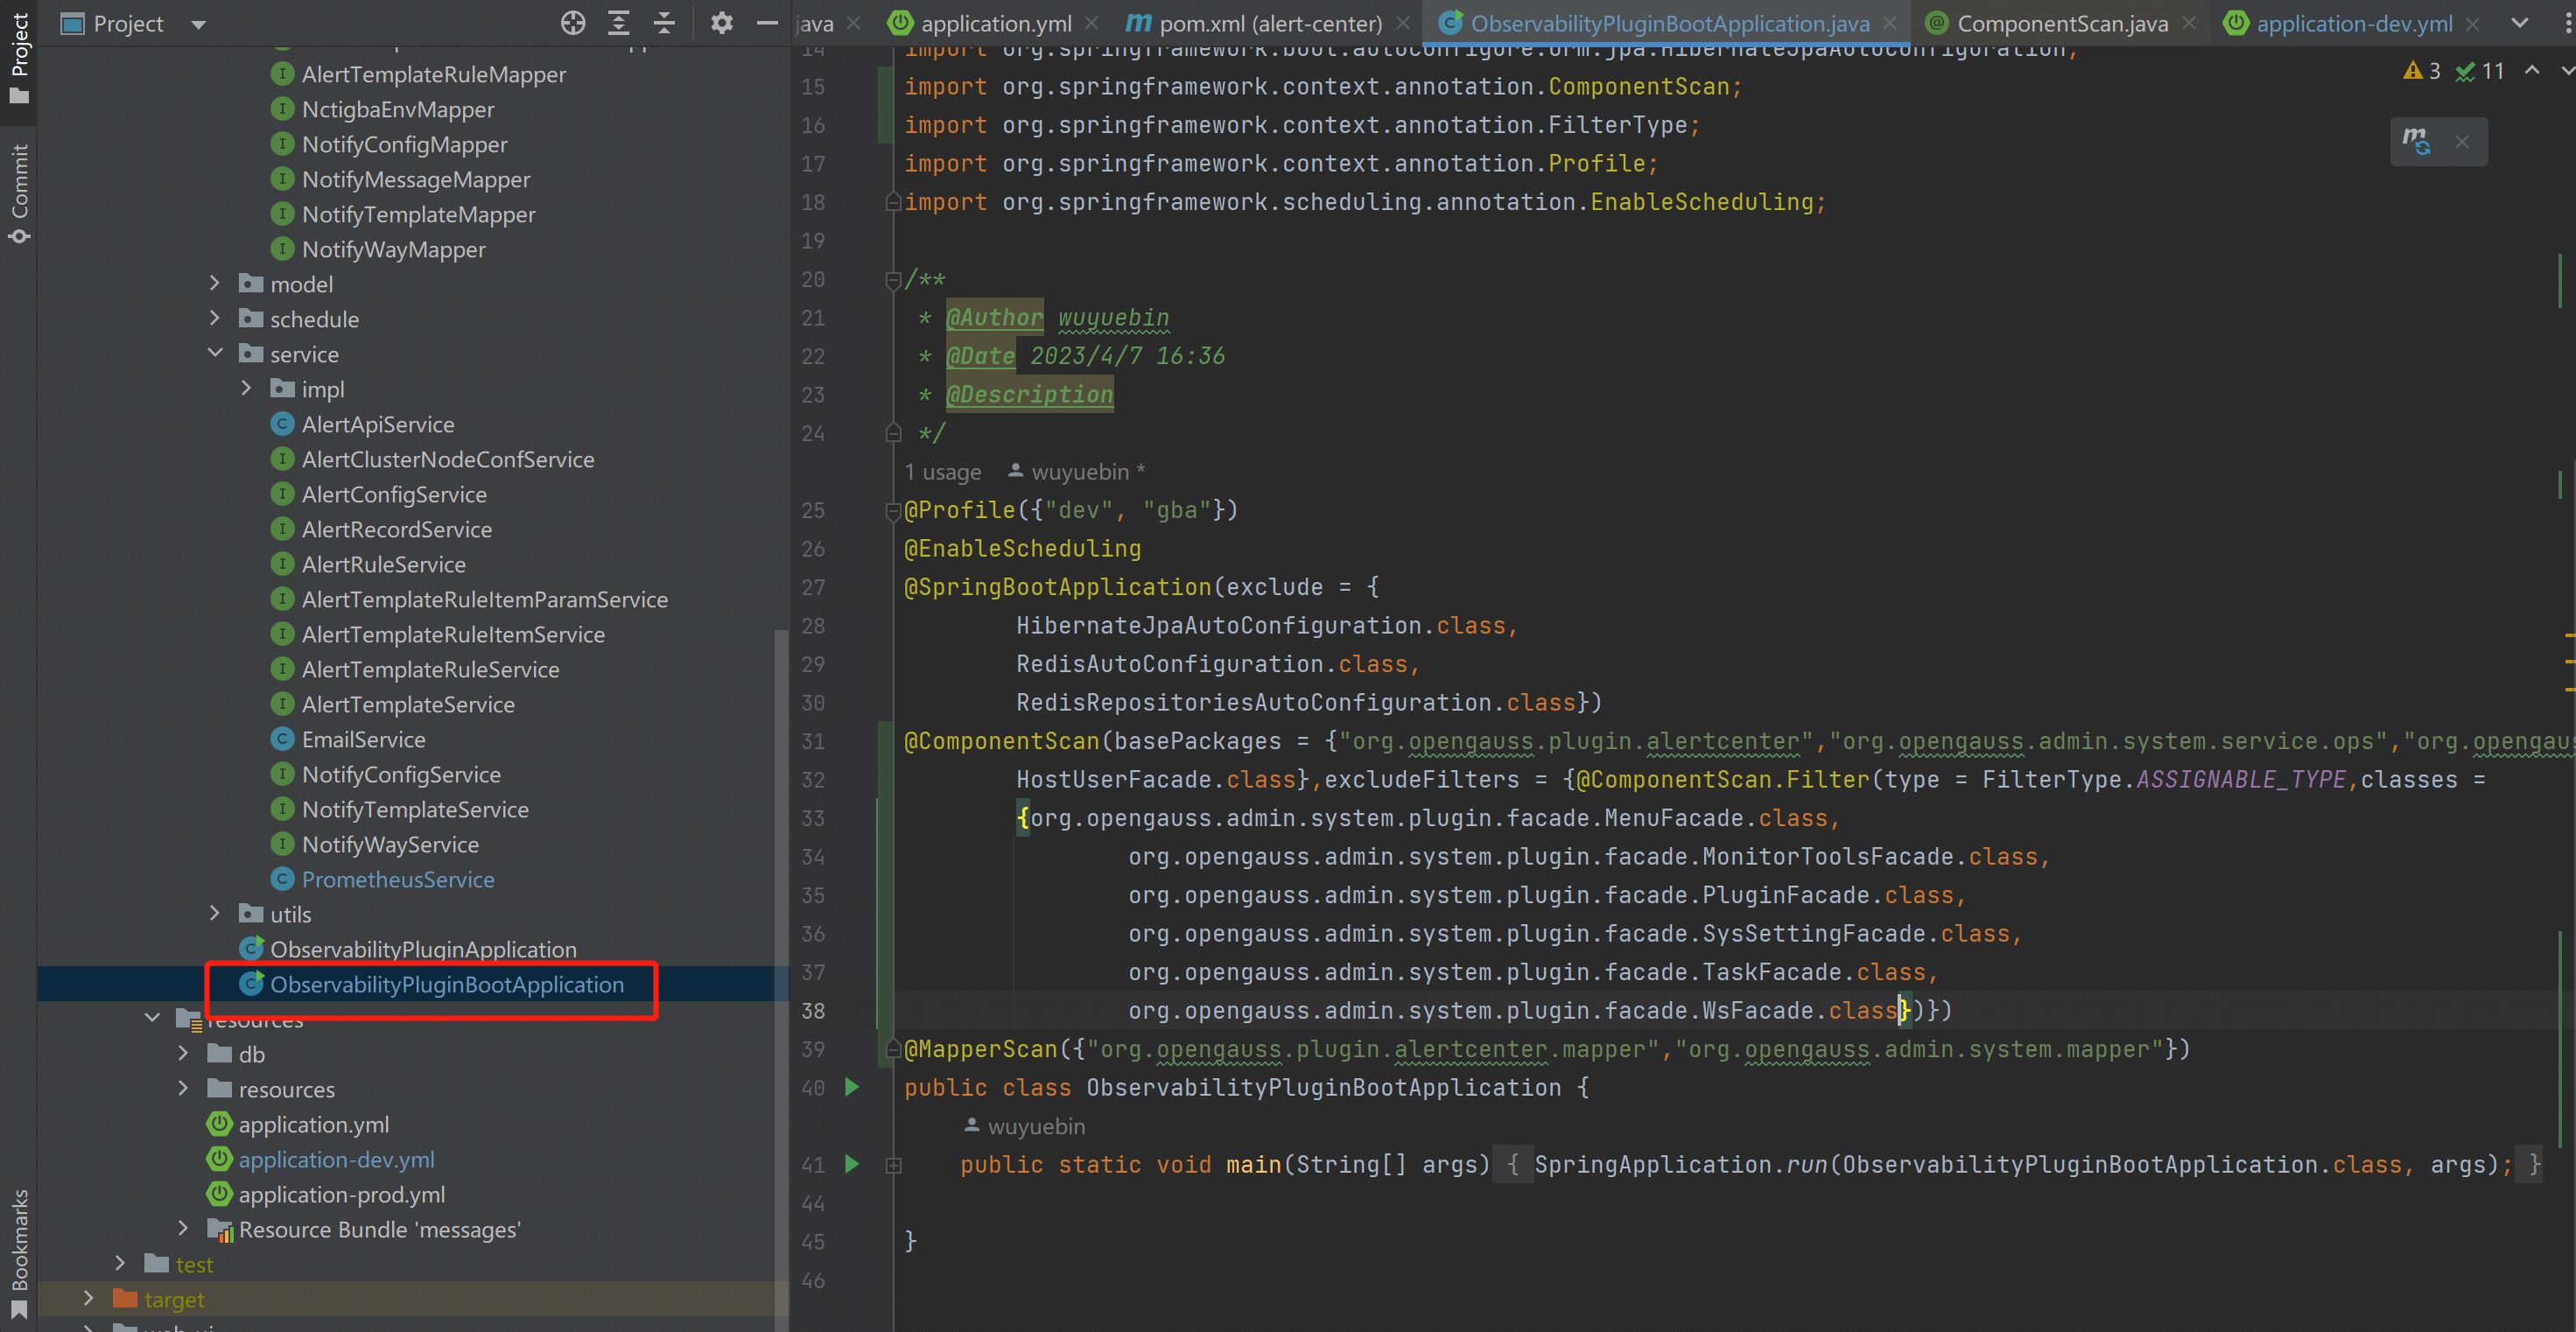 Project
Commit
Bookmarks
Project
AlertTemplateRuleMapper
NctigbaEnvMapper
NotifyConfigMapper
NotifyMessageMapper
NotifyTemplateMapper
NotifyWayMapper
model
schedule
service
impl
AlertApiService
AlertClusterNodeConfService
AlertConfigService
AlertRecordService
AlertRuleService
AlertTemplateRuleItemParamService
AlertTemplateRuleItemService
AlertTemplateRuleService
AlertTemplateService
EmailService
NotifyConfigService
NotifyTemplateService
NotifyWayService
PrometheusService
utils
ObservabilityPluginApplication
ObservabilityPluginBootApplication
resources
db
resources
application.yml
application-dev.yml
application-prod.yml
Resource Bundle 'messages'
test
target
web-ui
java application.yml pom.xml (alert-center) ObservabilityPluginBootApplication.java ComponentScan.java application-dev.yml
3 11
14 import org.springframework.boot.autoconfigure.orm.jpa.HibernateJpaAutoConfiguration;
15 import org.springframework.context.annotation.ComponentScan;
16 import org.springframework.context.annotation.FilterType;
17 import org.springframework.context.annotation.Profile;
18 import org.springframework.scheduling.annotation.EnableScheduling;
19
20 /**
21 * @Author wuyuebin
22 * @Date 2023/4/7 16:36
23 * @Description
24 */
1 usage wuyuebin *
25 @Profile({"dev", "gba"})
26 @EnableScheduling
27 @SpringBootApplication(exclude = {
28 HibernateJpaAutoConfiguration.class,
29 RedisAutoConfiguration.class,
30 RedisRepositoriesAutoConfiguration.class})
31 @ComponentScan(basePackages = {"org.opengauss.plugin.alertcenter","org.opengauss.admin.system.service.ops","org.opengaus
32 HostUserFacade.class},excludeFilters = {@ComponentScan.Filter(type = FilterType.ASSIGNABLE_TYPE,classes =
33 {org.opengauss.admin.system.plugin.facade.MenuFacade.class,
34 org.opengauss.admin.system.plugin.facade.MonitorToolsFacade.class,
35 org.opengauss.admin.system.plugin.facade.PluginFacade.class,
36 org.opengauss.admin.system.plugin.facade.SysSettingFacade.class,
37 org.opengauss.admin.system.plugin.facade.TaskFacade.class,
38 org.opengauss.admin.system.plugin.facade.WsFacade.class})})
39 @MapperScan({"org.opengauss.plugin.alertcenter.mapper","org.opengauss.admin.system.mapper"})
40 public class ObservabilityPluginBootApplication {
wuyuebin
41 public static void main(String[] args) { SpringApplication.run(ObservabilityPluginBootApplication.class, args); }
44
45 }
46